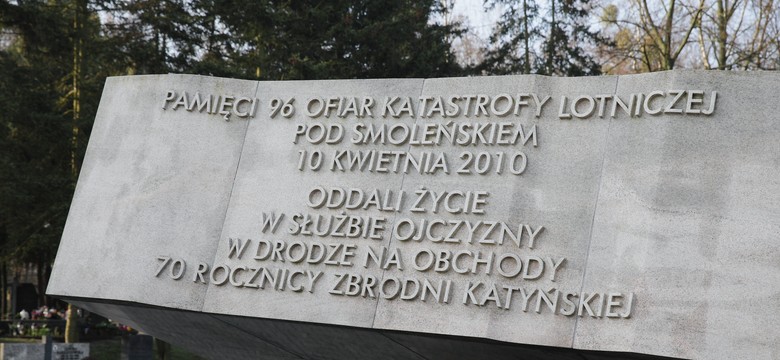 PAMIĘCI 96 OFIAR KATASTROFY LOTNICZEJ
POD SMOLEŃSKIEM
10 KWIETNIA 2010
ODDALI ŻYCIE
W SŁUŻBIE OJCZYZNY
W DRODZE NA OBCHODY
70 ROCZNICY ZBRODNI KATYŃSKIEJ